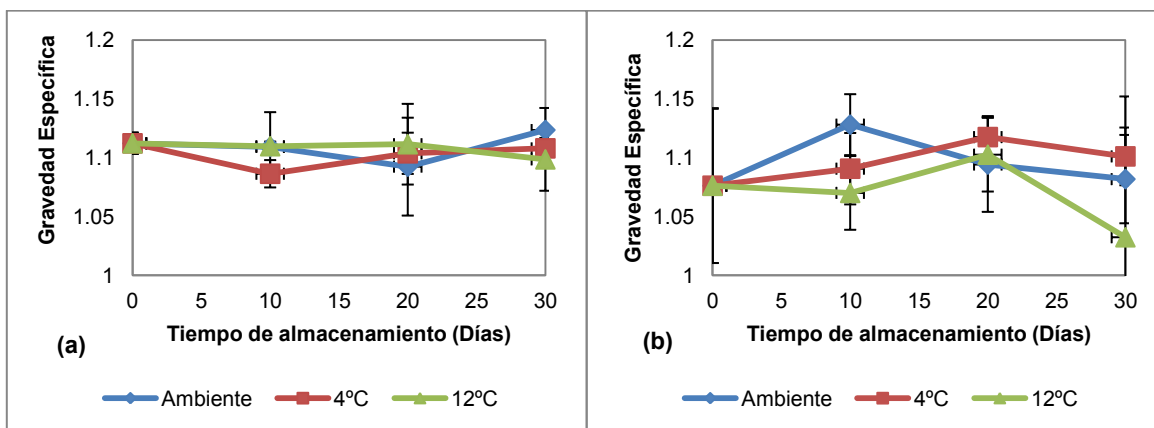 1.2
1.15
1.1
1.05
1
Gravedad Específica
0 5 10 15 20 25 30
Tiempo de almacenamiento (Días)
(a)
Ambiente 4ºC 12ºC
1.2
1.15
1.1
1.05
1
Gravedad Específica
0 5 10 15 20 25 30
Tiempo de almacenamiento (Días)
(b)
Ambiente 4ºC 12ºC